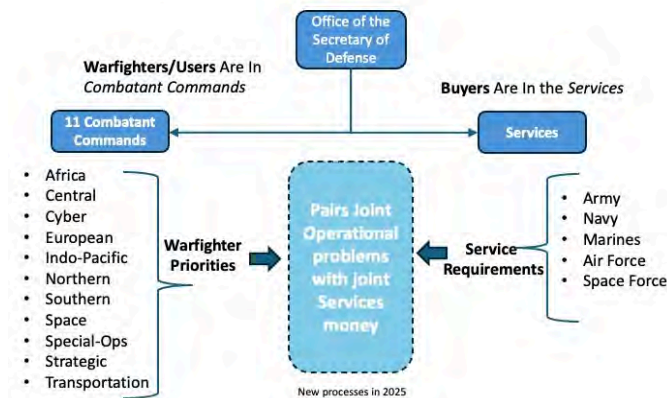 Office of the
Secretary of
Defense
Warfighters/Users Are In
Combatant Commands
Buyers Are In the Services
11 Combatant
Commands
Services
• Africa
• Central
• Cyber
• European
• Indo-Pacific
• Northern
• Southern
• Space
• Special-Ops
• Strategic
• Transportation
Warfighter
Priorities
Pairs Joint
Operational
problems
with joint
Services
money
Service
Requirements
• Army
• Navy
• Marines
• Air Force
• Space Force
New processes in 2025